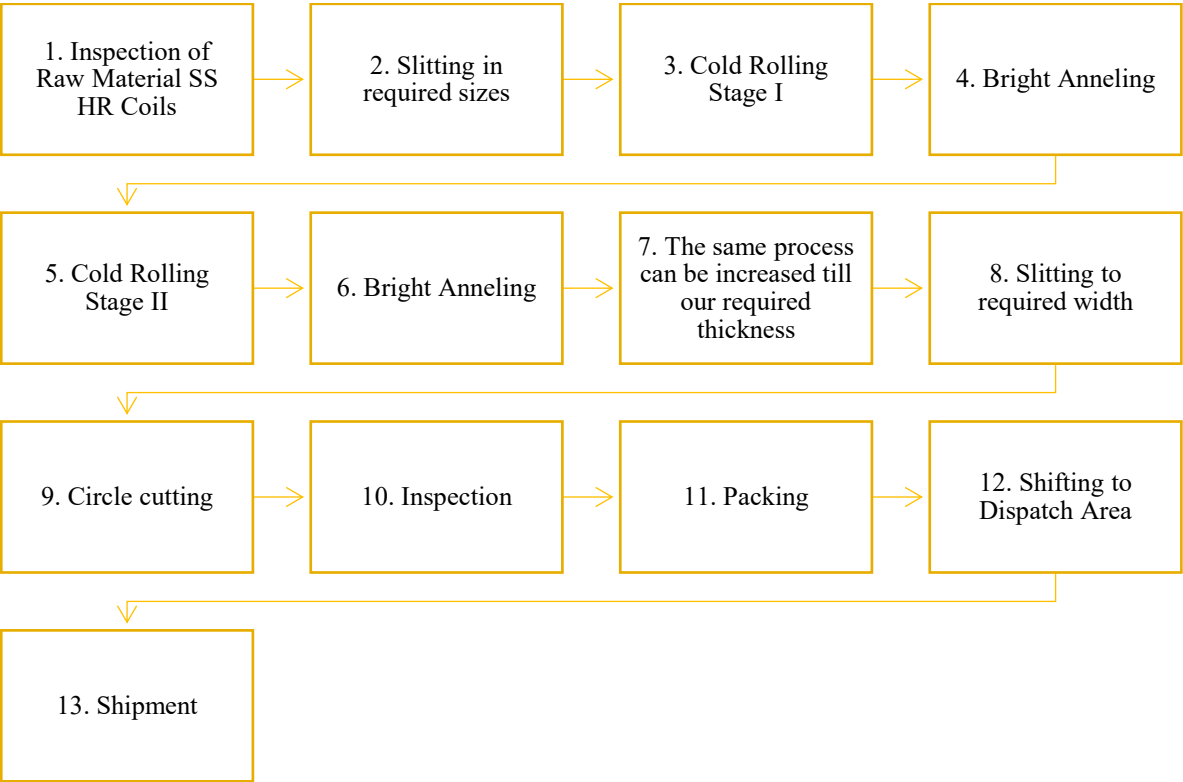 1. Inspection of
Raw Material SS
HR Coils
2. Slitting in
required sizes
3. Cold Rolling
Stage I
4. Bright Anneling
5. Cold Rolling
Stage II
6. Bright Anneling
7. The same process
can be increased till
our required
thickness
8. Slitting to
required width
9. Circle cutting
10. Inspection
11. Packing
12. Shifting to
Dispatch Area
13. Shipment